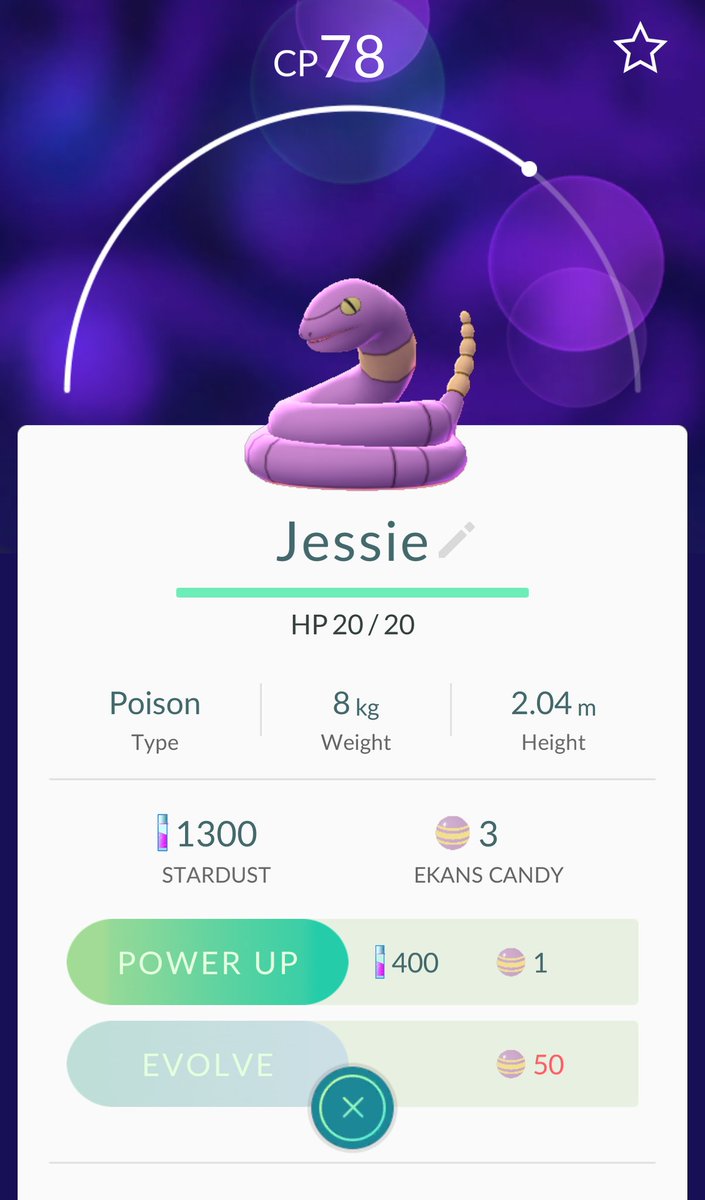 CP78
Jessie
HP 20 / 20
Poison 8 kg 2.04 m
Type Weight Height
1300 3
STARDUST EKANS CANDY
POWER UP 400 1
EVOLVE 50